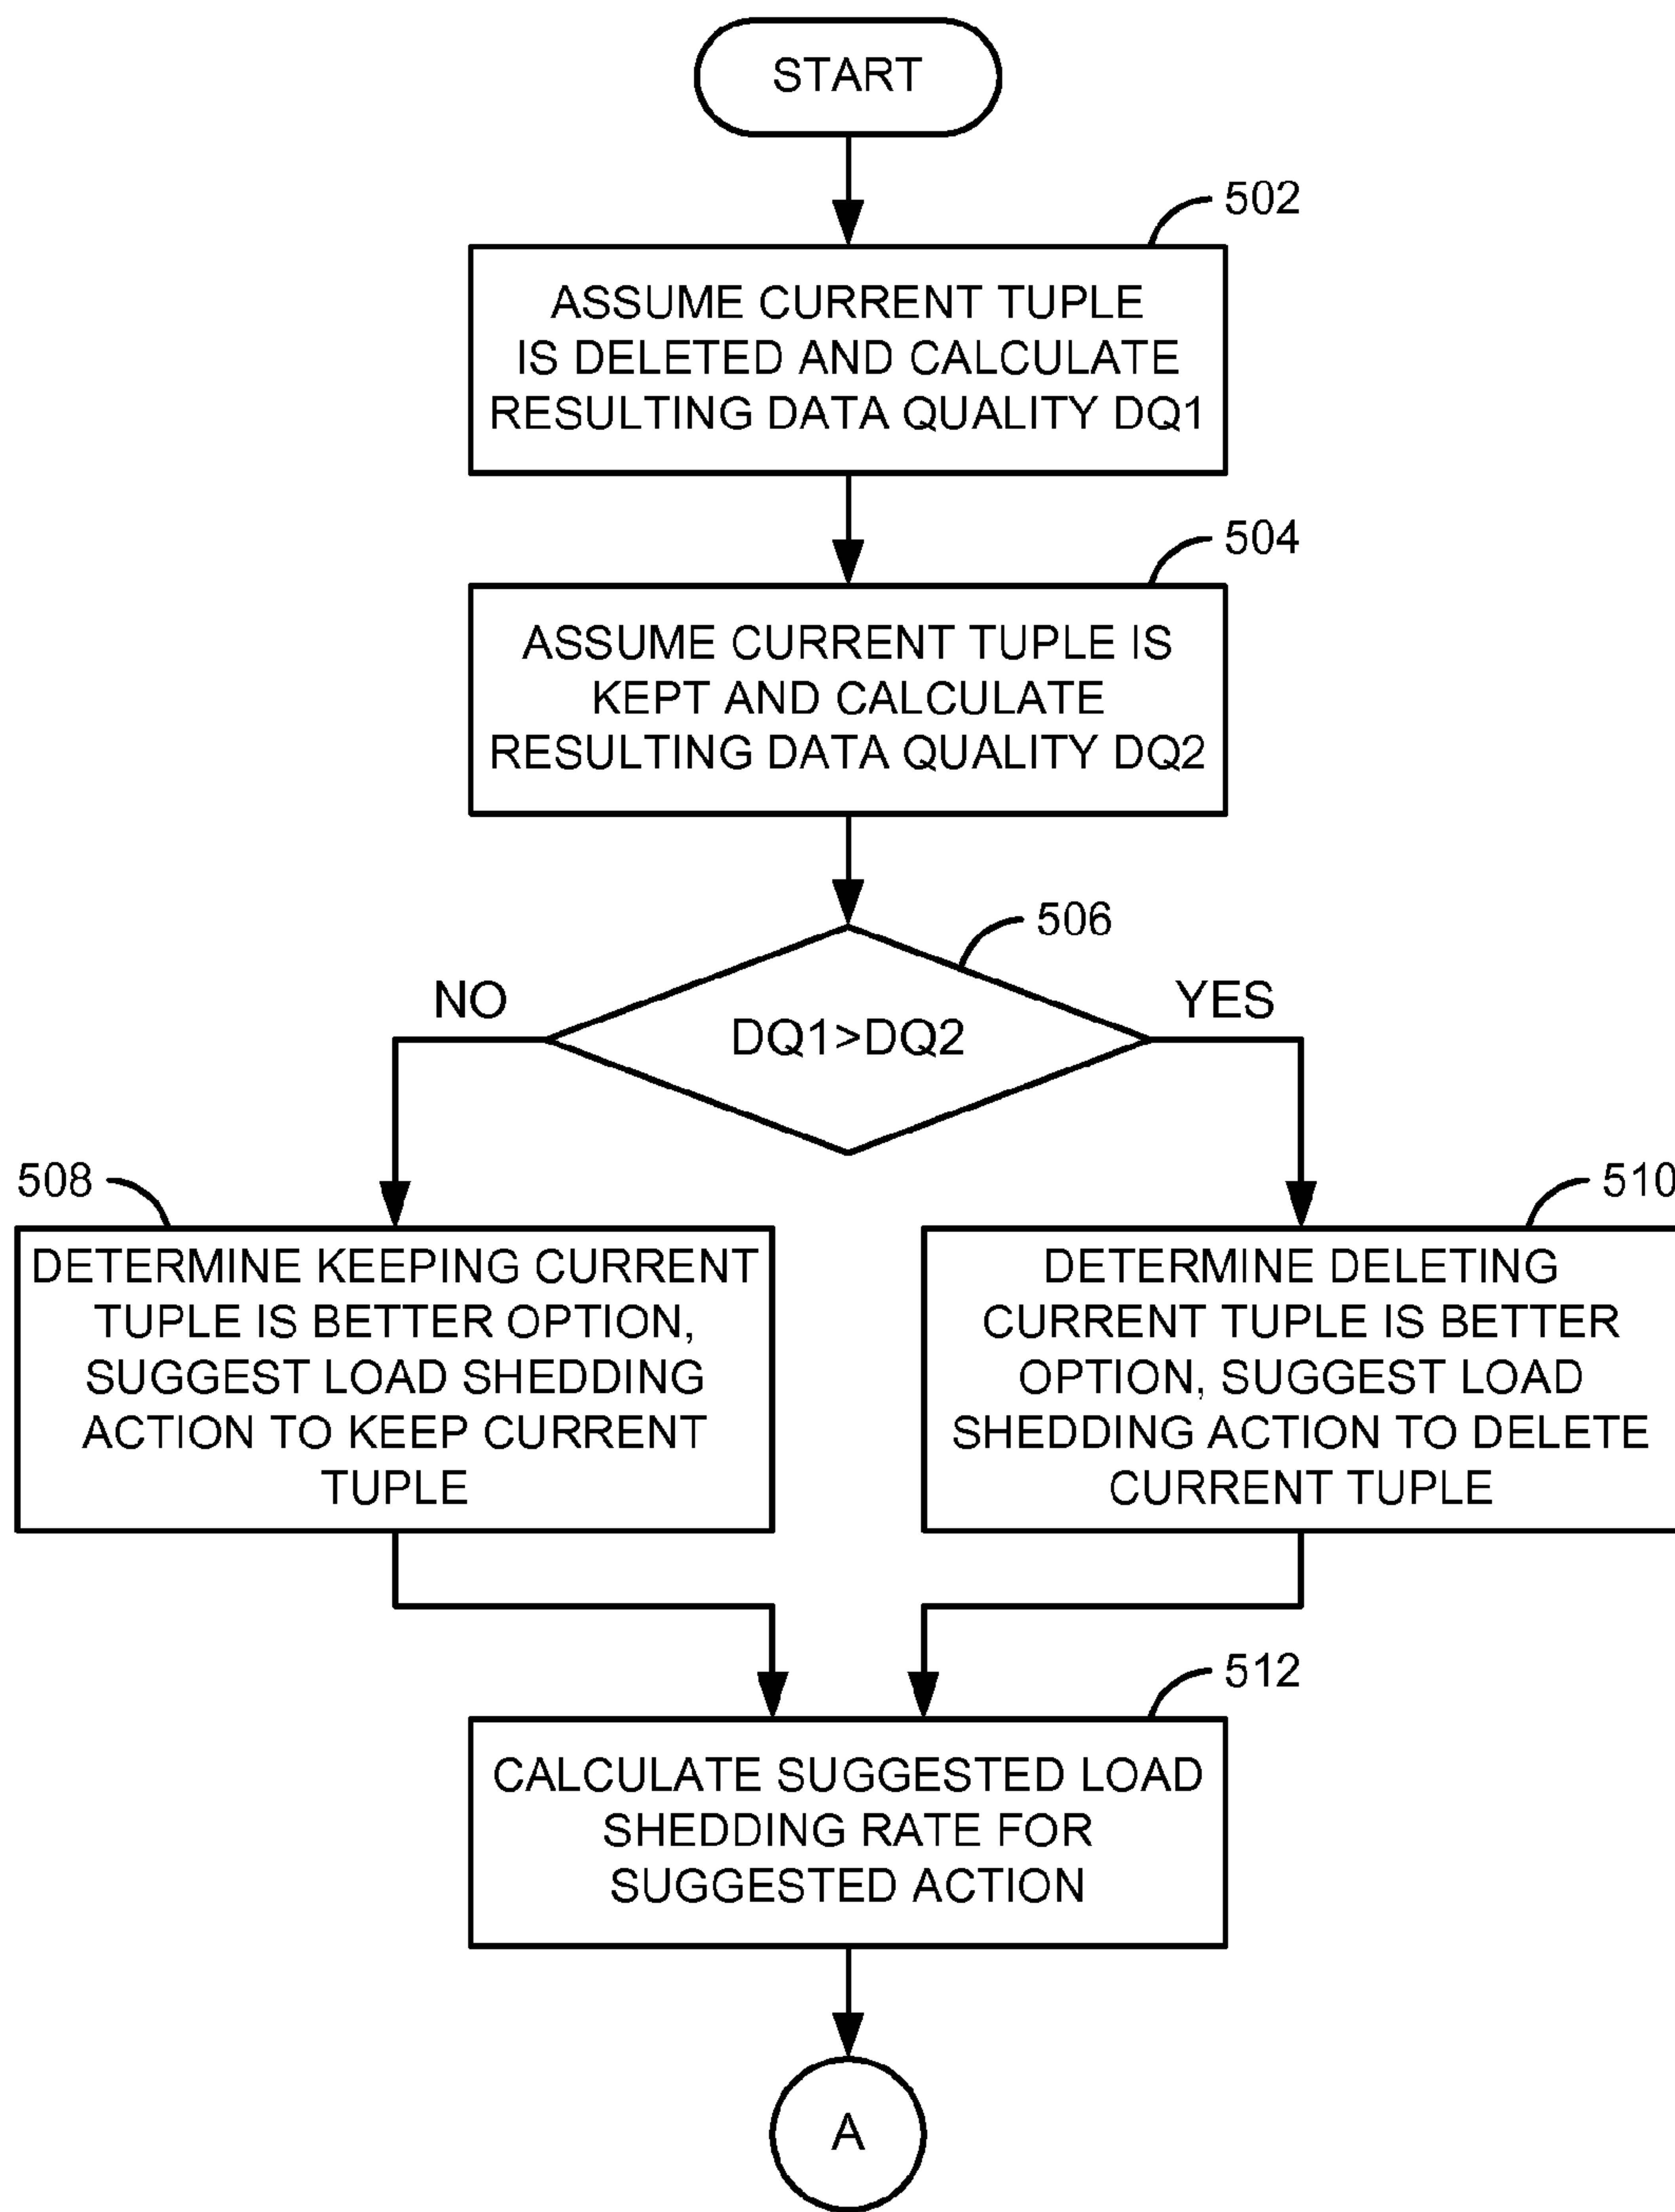 START
502
ASSUME CURRENT TUPLE
IS DELETED AND CALCULATE
RESULTING DATA QUALITY DQ1
504
ASSUME CURRENT TUPLE IS
KEPT AND CALCULATE
RESULTING DATA QUALITY DQ2
506
NO
YES
DQ1>DQ2
508
DETERMINE KEEPING CURRENT
TUPLE IS BETTER OPTION,
SUGGEST LOAD SHEDDING
ACTION TO KEEP CURRENT
TUPLE
510
DETERMINE DELETING
CURRENT TUPLE IS BETTER
OPTION, SUGGEST LOAD
SHEDDING ACTION TO DELETE
CURRENT TUPLE
512
CALCULATE SUGGESTED LOAD
SHEDDING RATE FOR
SUGGESTED ACTION
A